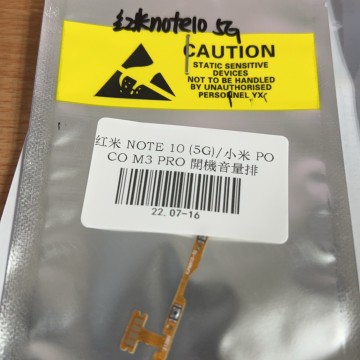 红米note10 5G
CAUTION
STATIC SENSITIVE
DEVICES
NOT TO BE HANDLED
BY UNAUTHORISED
PERSONNEL
红米 NOTE 10 (5G)/小米 PO
CO M3 PRO 開機音量排
22.07-16